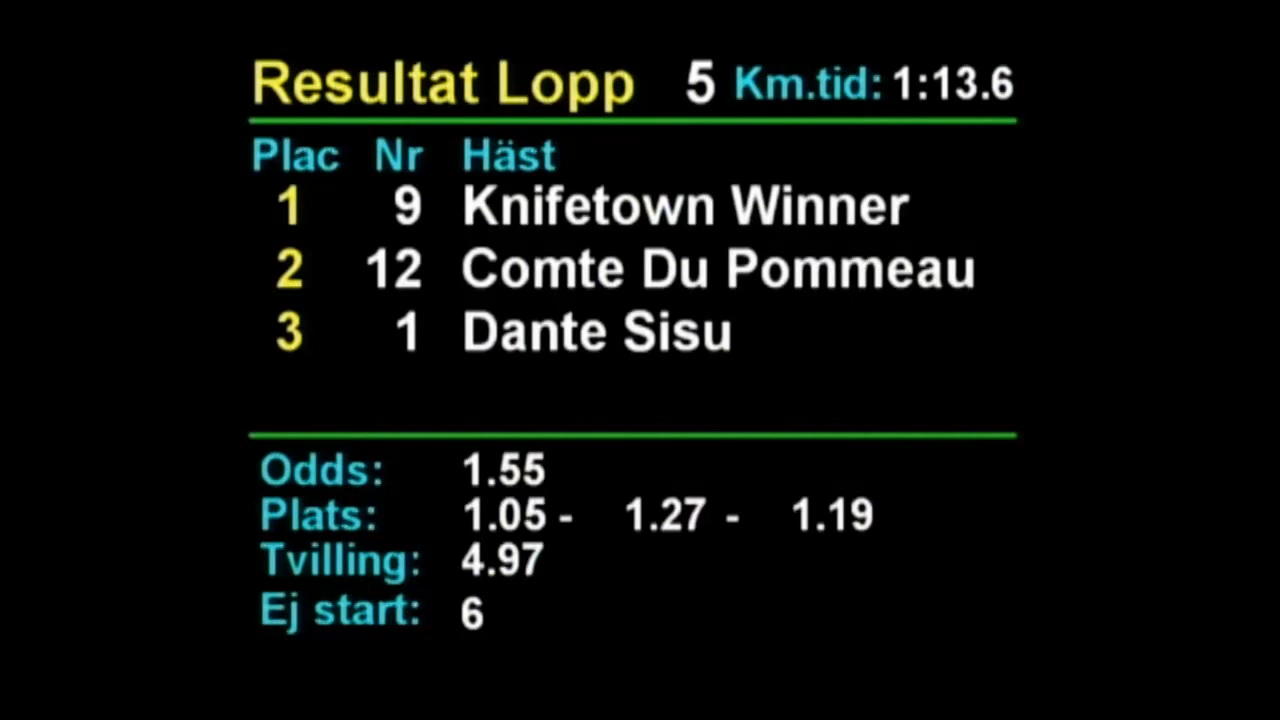 Resultat Lopp 5 Km.tid: 1:13.6
Plac Nr Häst
1 9 Knifetown Winner
2 12 Comte Du Pommeau
3 1 Dante Sisu
Odds: 1.55
Plats: 1.05 - 1.27 - 1.19
Tvilling: 4.97
Ej start: 6